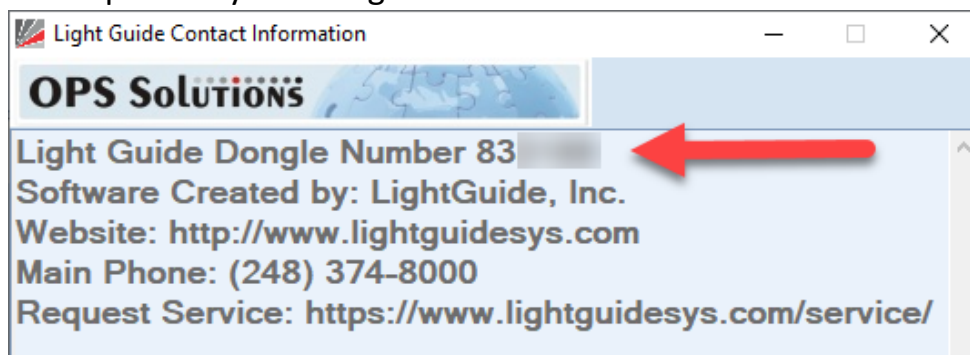 Light Guide Contact Information
OPS Solutions
Light Guide Dongle Number 83
Software Created by: LightGuide, Inc.
Website: http://www.lightguidesys.com
Main Phone: (248) 374-8000
Request Service: https://www.lightguidesys.com/service/